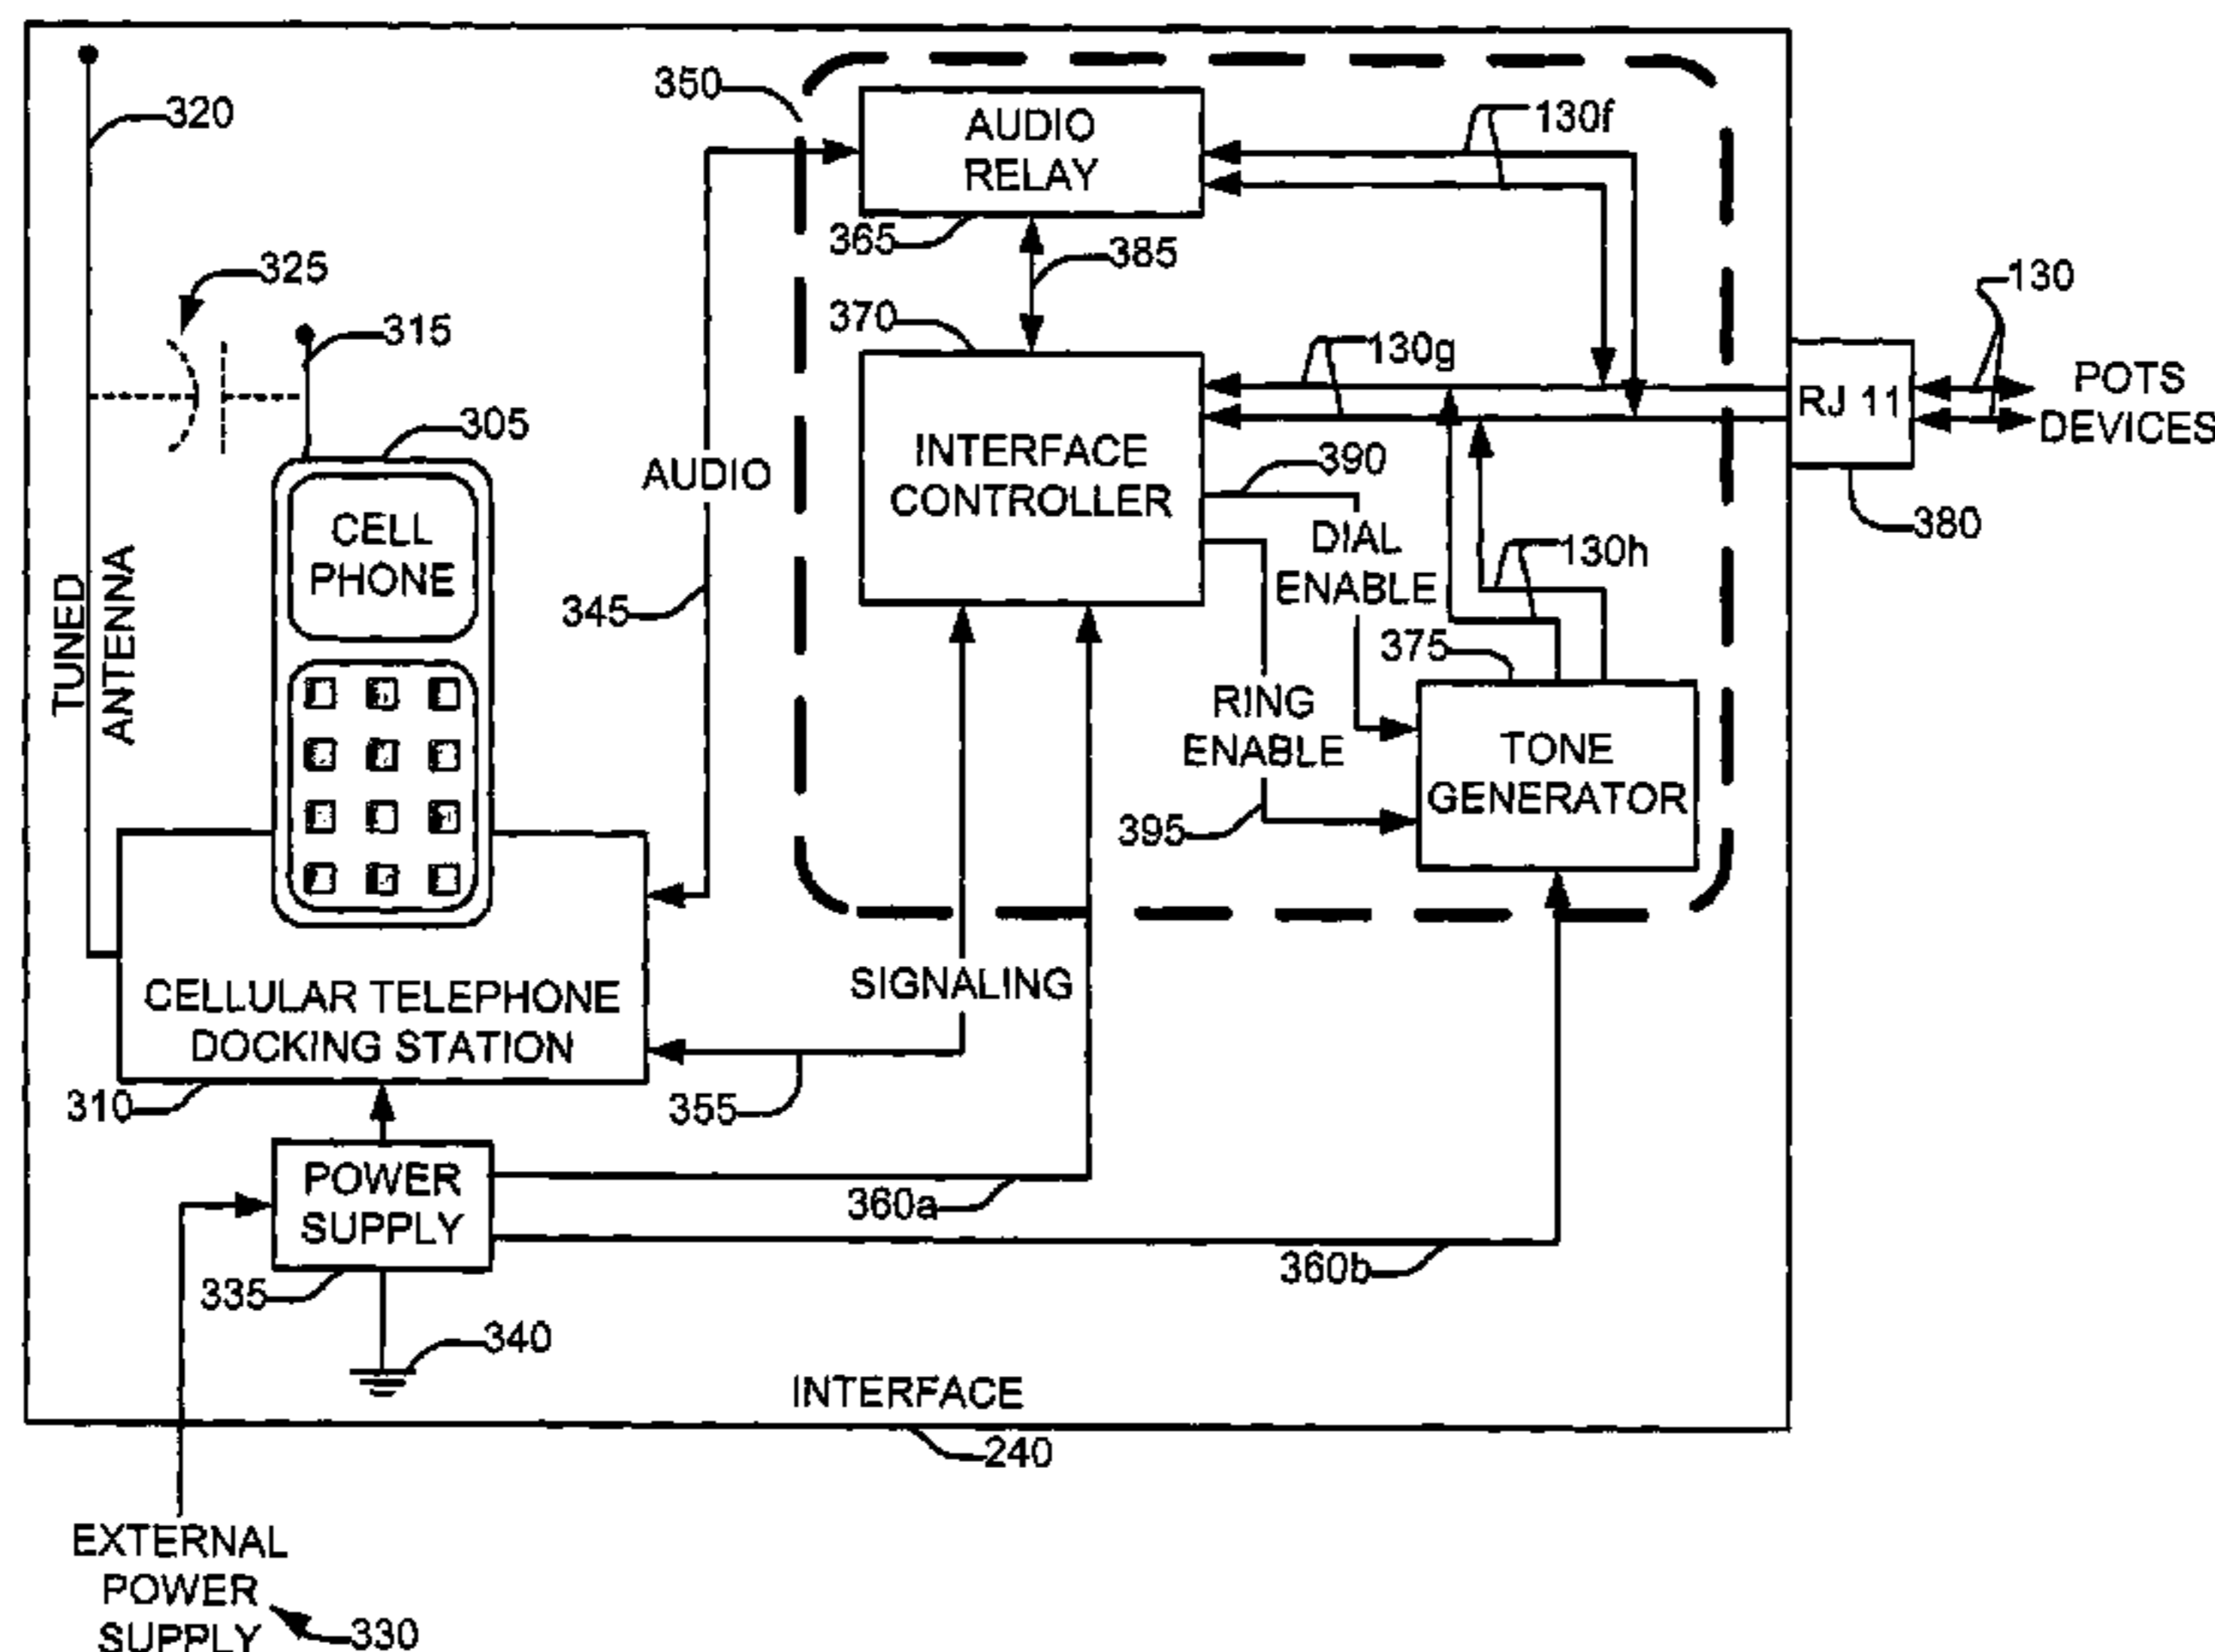 350
AUDIO
RELAY
130f
320
365
385
325
315
370
130g
130
POTS
DEVICES
RJ 11
305
INTERFACE
CONTROLLER
390
380
AUDIO
CELL
PHONE
DIAL
ENABLE
130h
345
TUNED
ANTENNA
375
RING
ENABLE
TONE
GENERATOR
395
SIGNALING
CELLULAR TELEPHONE
DOCKING STATION
310
355
POWER
SUPPLY
360a
360b
335
340
INTERFACE
240
EXTERNAL
POWER
SUPPLY
330